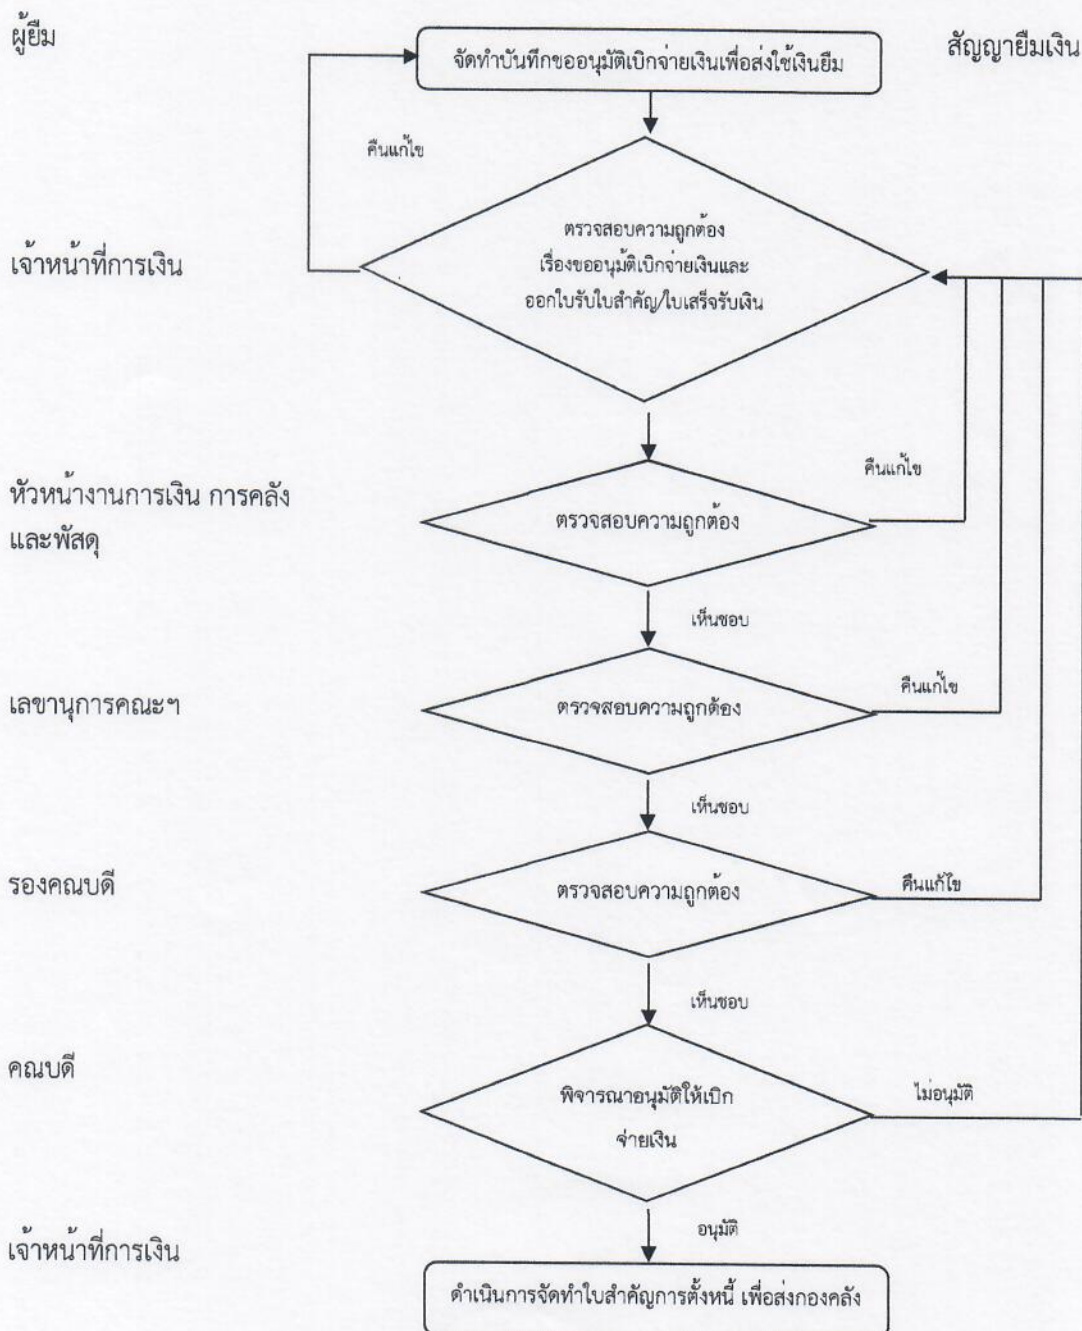 ผู้ยืม
จัดทำบันทึกขออนุมัติเบิกจ่ายเงินเพื่อส่งใช้เงินยืม
สัญญายืมเงิน
คืนแก้ไข
เจ้าหน้าที่การเงิน
ตรวจสอบความถูกต้อง
เรื่องขออนุมัติเบิกจ่ายเงินและ
ออกใบรับใบสำคัญ/ใบเสร็จรับเงิน
หัวหน้างานการเงิน การคลัง
และพัสดุ
ตรวจสอบความถูกต้อง
คืนแก้ไข
เห็นชอบ
เลขานุการคณะฯ
ตรวจสอบความถูกต้อง
คืนแก้ไข
เห็นชอบ
รองคณบดี
ตรวจสอบความถูกต้อง
คืนแก้ไข
เห็นชอบ
คณบดี
พิจารณาอนุมัติให้เบิก
จ่ายเงิน
ไม่อนุมัติ
อนุมัติ
เจ้าหน้าที่การเงิน
ดำเนินการจัดทำใบสำคัญการตั้งหนี้ เพื่อส่งกองคลัง